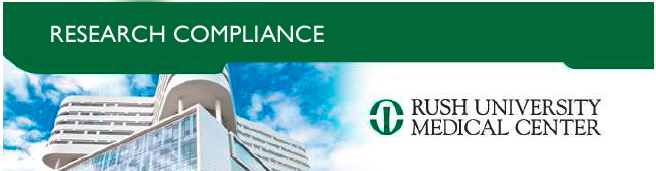 RESEARCH COMPLIANCE
RUSH UNIVERSITY
MEDICAL CENTER